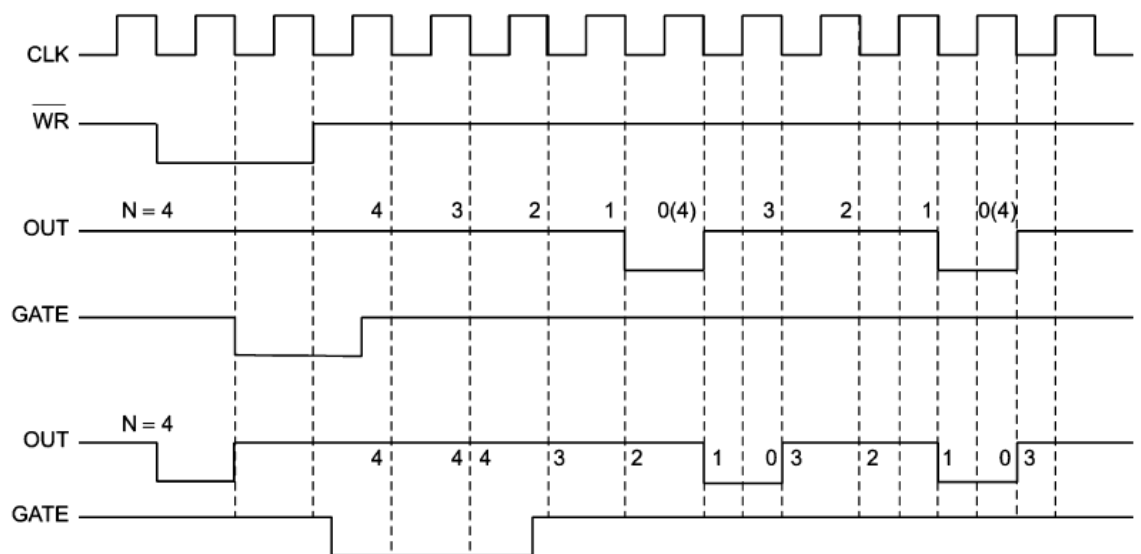 CLK
W̅R̅
N = 4
4 3 2 1 0(4) 3 2 1 0(4)
OUT
GATE
N = 4
OUT
4 4 4 3 2 1 0 3 2 1 0 3
GATE